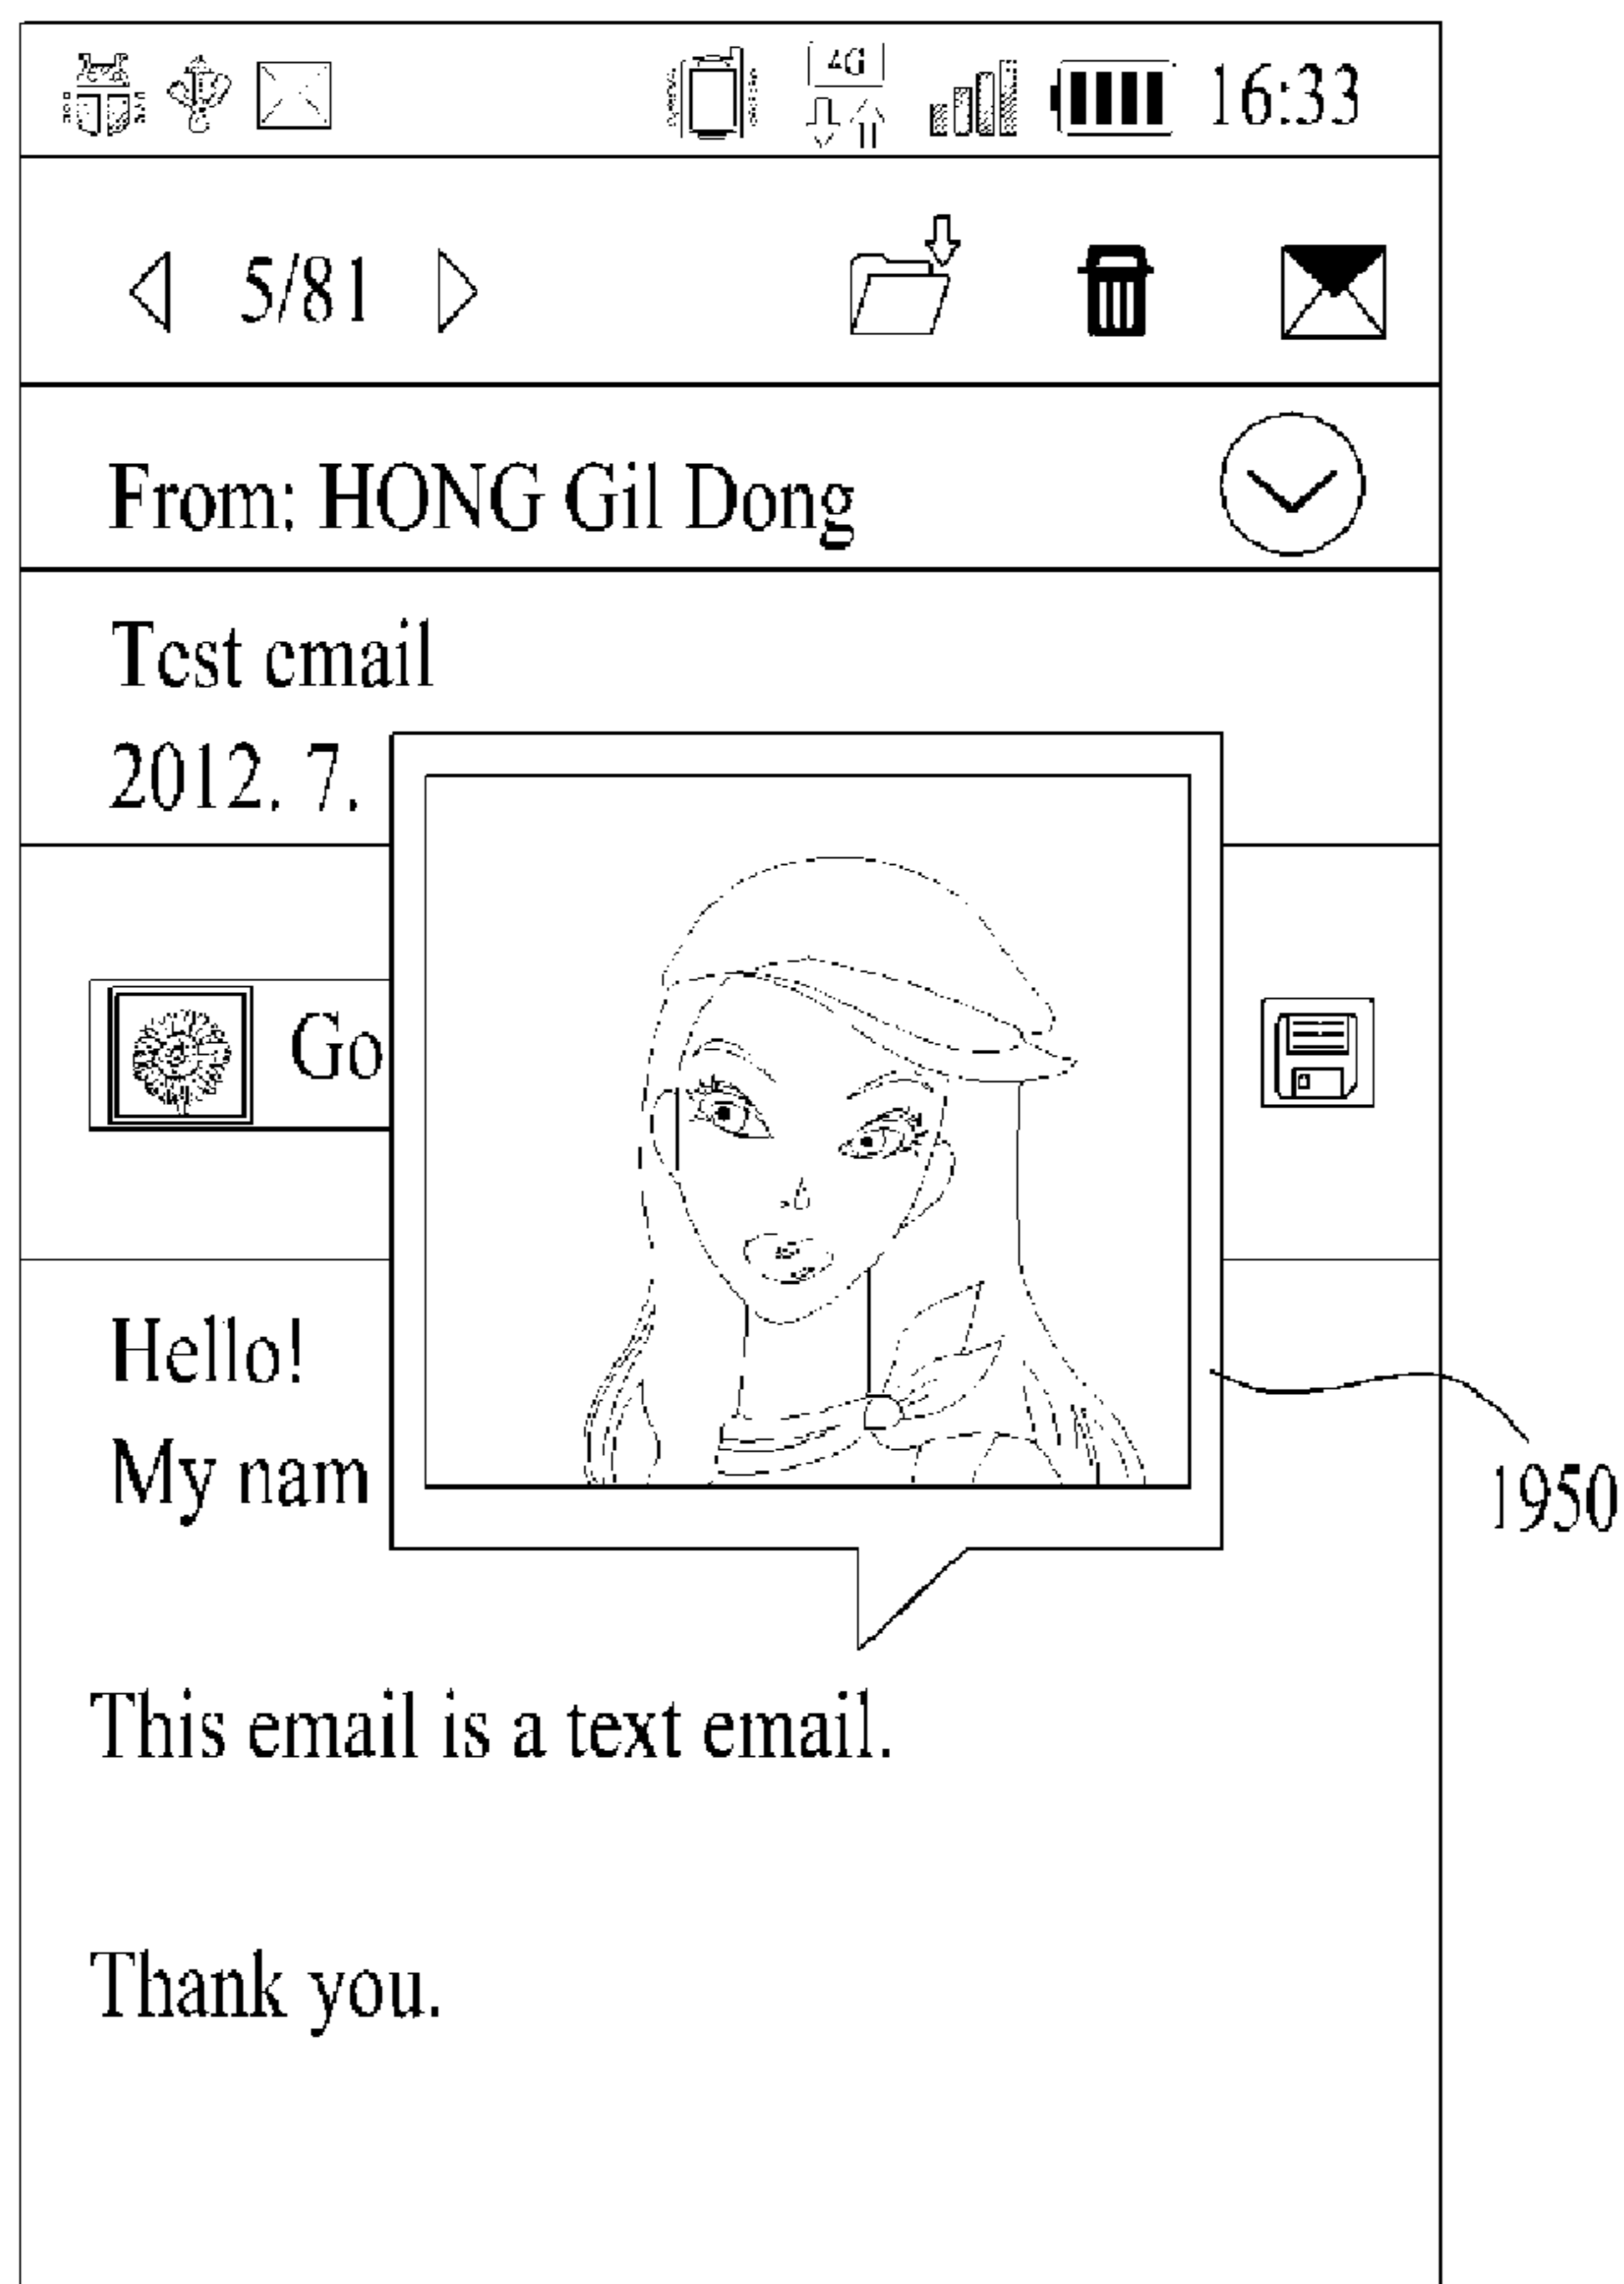 4G 16:33
5/81
From: HONG Gil Dong
Test email
2012. 7.
Go
Hello!
My nam
1950
This email is a text email.
Thank you.